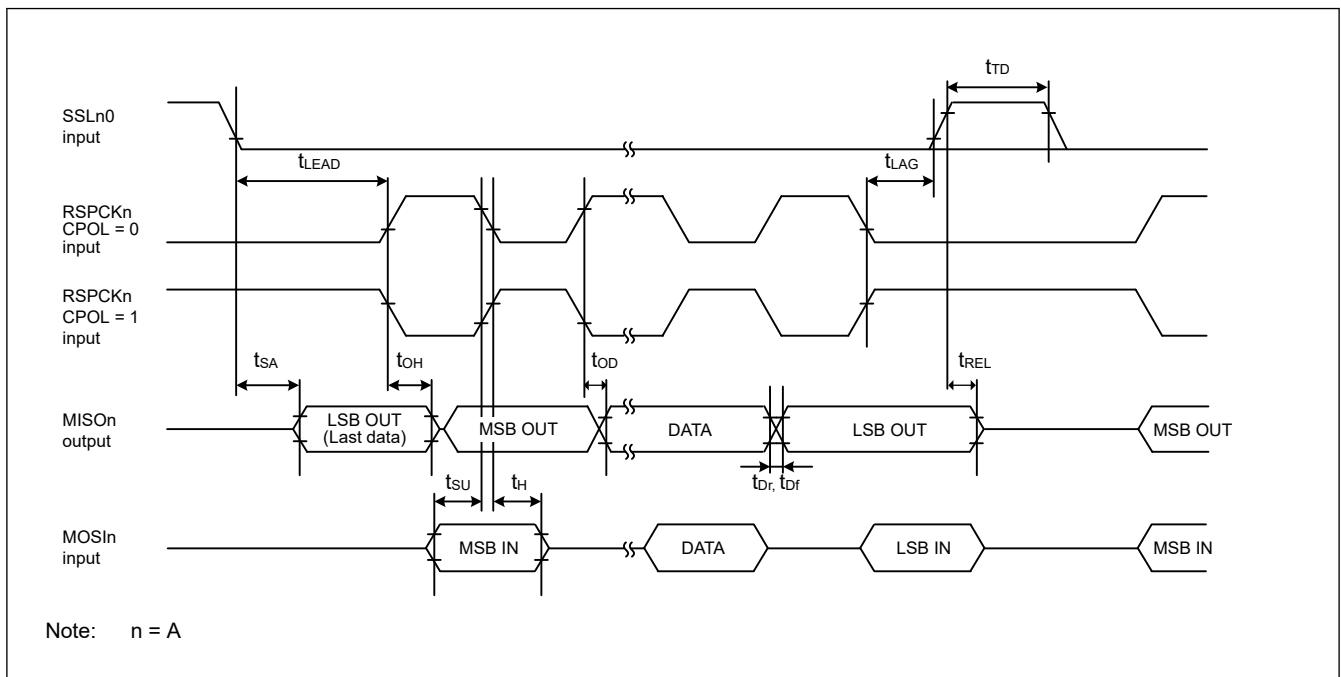 tTD
SSLn0
input
tLEAD
tLAG
RSPCKn
CPOL = 0
input
RSPCKn
CPOL = 1
input
tSA
tOH
tOD
tREL
MISOn
output
LSB OUT
(Last data)
MSB OUT
DATA
LSB OUT
MSB OUT
tSU
tH
tDr, tDf
MOSIn
input
MSB IN
DATA
LSB IN
MSB IN
Note: n = A